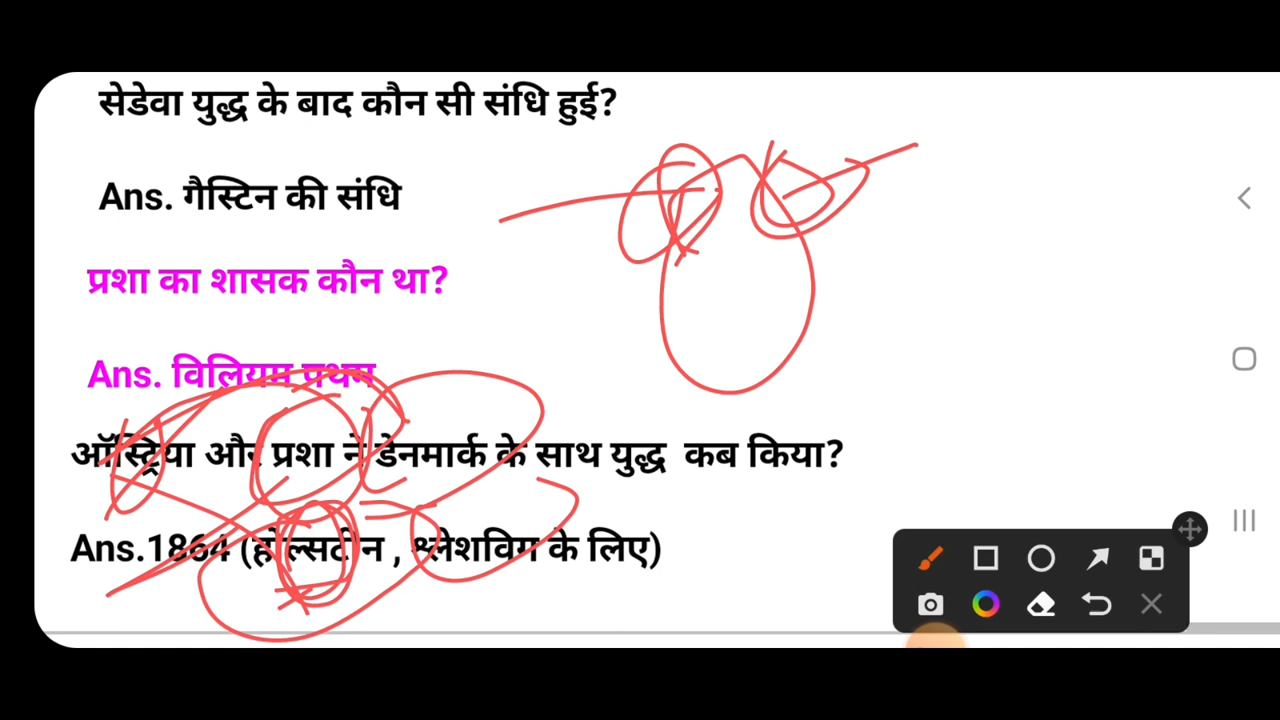 सेडेवा युद्ध के बाद कौन सी संधि हुई?
Ans. गैस्टिन की संधि
प्रशा का शासक कौन था?
Ans. विलियम प्रथम
ऑस्ट्रिया और प्रशा ने डेनमार्क के साथ युद्ध कब किया?
Ans.1864 (होल्सटीन , श्लेशविग के लिए)